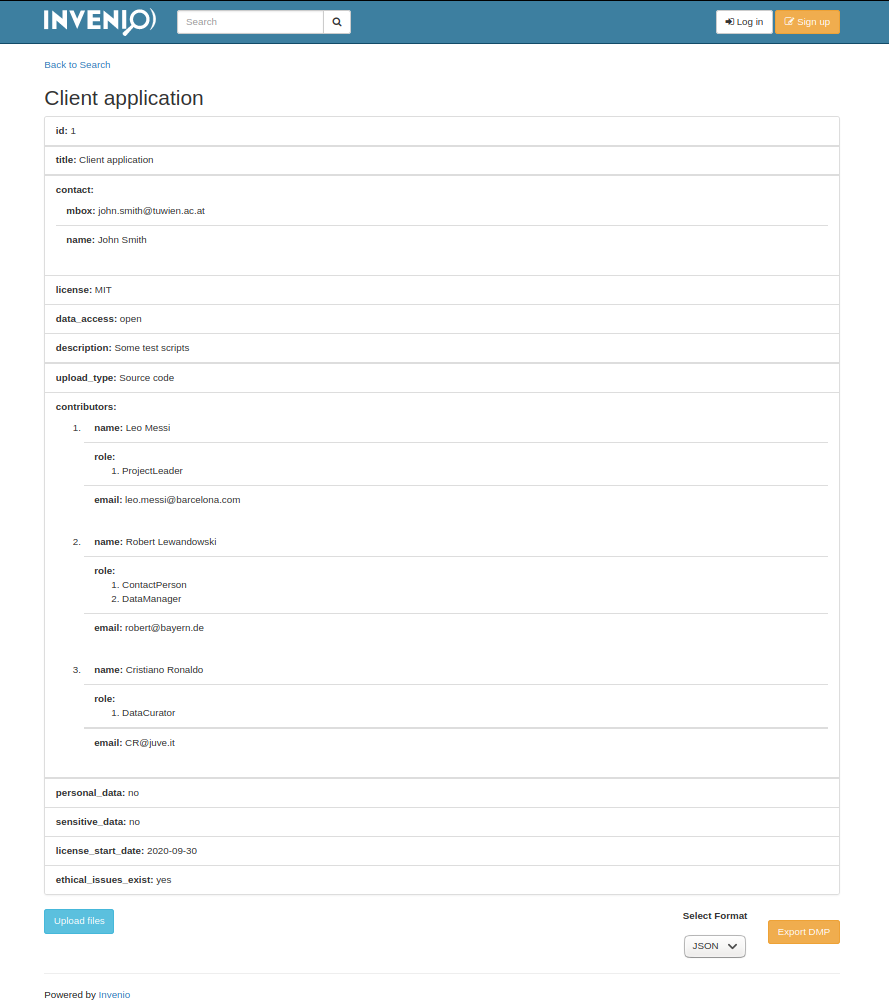 INVENIO
Search
Log in
Sign up
Back to Search
Client application
id: 1
title: Client application
contact:
mbox: john.smith@tuwien.ac.at
name: John Smith
license: MIT
data_access: open
description: Some test scripts
upload_type: Source code
contributors:
1. name: Leo Messi
role:
1. ProjectLeader
email: leo.messi@barcelona.com
2. name: Robert Lewandowski
role:
1. ContactPerson
2. DataManager
email: robert@bayern.de
3. name: Cristiano Ronaldo
role:
1. DataCurator
email: CR@juve.it
personal_data: no
sensitive_data: no
license_start_date: 2020-09-30
ethical_issues_exist: yes
Upload files
Select Format
JSON
Export DMP
Powered by Invenio